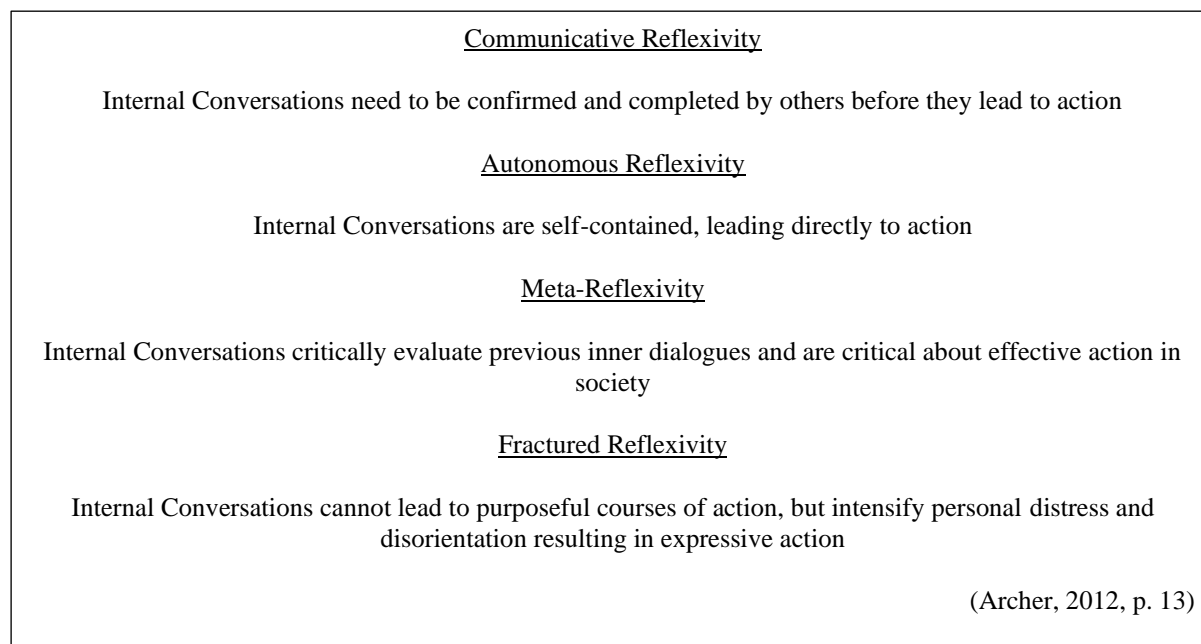 Communicative Reflexivity
Internal Conversations need to be confirmed and completed by others before they lead to action
Autonomous Reflexivity
Internal Conversations are self-contained, leading directly to action
Meta-Reflexivity
Internal Conversations critically evaluate previous inner dialogues and are critical about effective action in
society
Fractured Reflexivity
Internal Conversations cannot lead to purposeful courses of action, but intensify personal distress and
disorientation resulting in expressive action
(Archer, 2012, p. 13)